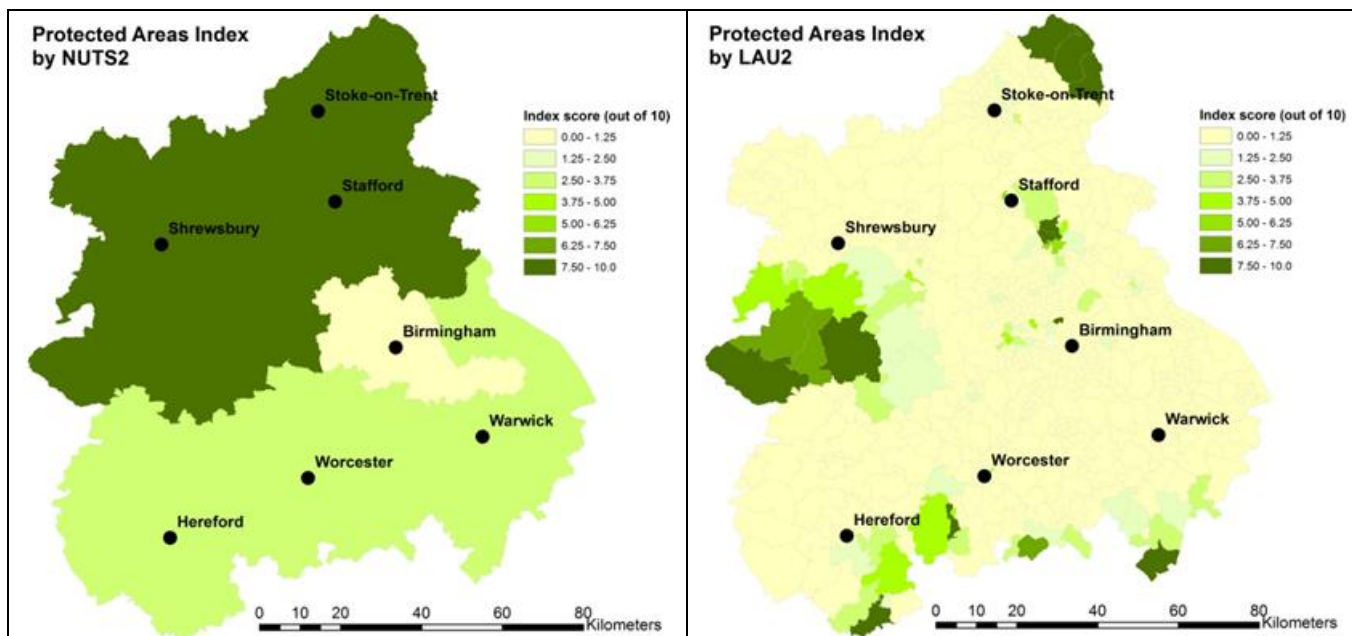 Protected Areas Index
by NUTS2
Stoke-on-Trent
Index score (out of 10)
0.00 - 1.25
1.25 - 2.50
2.50 - 3.75
3.75 - 5.00
5.00 - 6.25
6.25 - 7.50
7.50 - 10.0
Stafford
Shrewsbury
Birmingham
Warwick
Worcester
Hereford
0 10 20 40 60 80
Kilometers
Protected Areas Index
by LAU2
Stoke-on-Trent
Index score (out of 10)
0.00 - 1.25
1.25 - 2.50
2.50 - 3.75
3.75 - 5.00
5.00 - 6.25
6.25 - 7.50
7.50 - 10.0
Stafford
Shrewsbury
Birmingham
Warwick
Worcester
Hereford
0 10 20 40 60 80
Kilometers